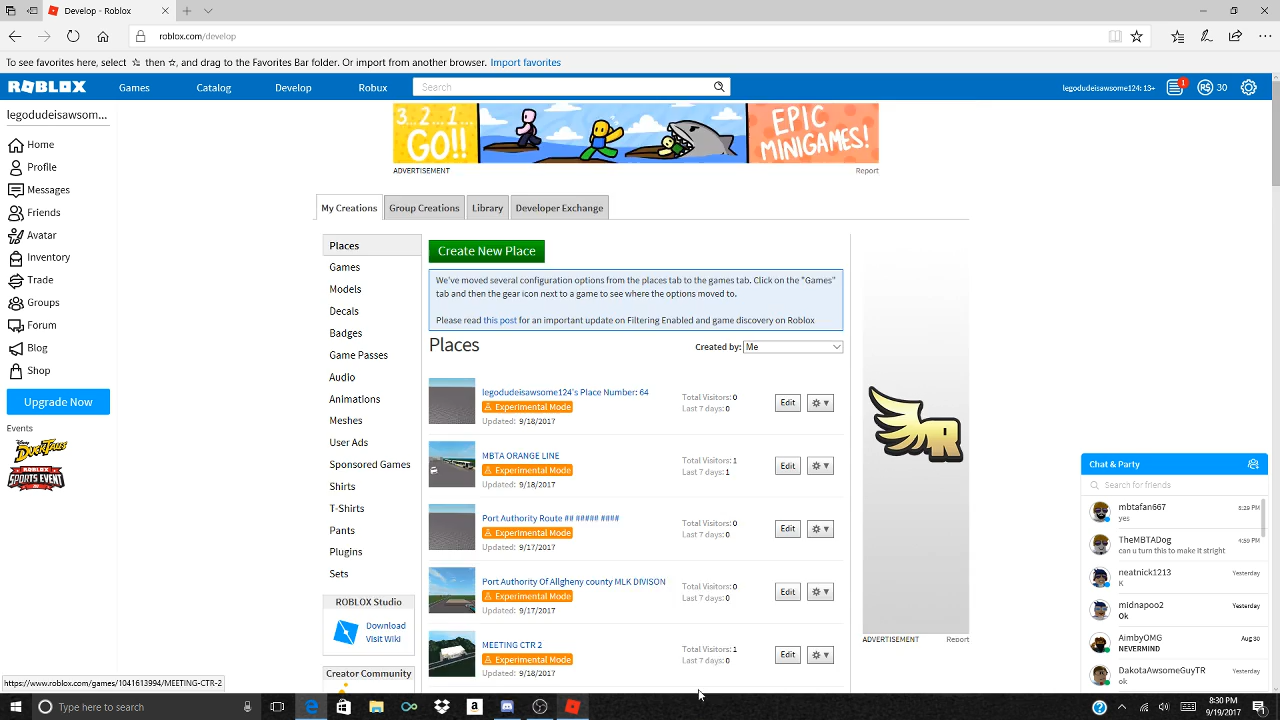 Develop - Roblox
roblox.com/develop
To see favorites here, select ☆ then ☆, and drag to the Favorites Bar folder. Or import from another browser. Import favorites
ROBLOX Games Catalog Develop Robux Search legodudeisawsome124: 13+ 1 R$ 30
legodudeisawsom...
Home
Profile
Messages
Friends
Avatar
Inventory
Trade
Groups
Forum
Blog
Shop
Upgrade Now
Events
DUCKTALES
ROBLOX
SPORTS EVENT
3... 2... 1...
GO!!
EPIC
MINIGAMES!
ADVERTISEMENT Report
My Creations Group Creations Library Developer Exchange
Places
Games
Models
Decals
Badges
Game Passes
Audio
Animations
Meshes
User Ads
Sponsored Games
Shirts
T-Shirts
Pants
Plugins
Sets
ROBLOX Studio
Download
Visit Wiki
Creator Community
Create New Place
We've moved several configuration options from the places tab to the games tab. Click on the "Games"
tab and then the gear icon next to a game to see where the options moved to.
Please read this post for an important update on Filtering Enabled and game discovery on Roblox
Places Created by: Me
legodudeisawsome124's Place Number: 64
Experimental Mode
Updated: 9/18/2017
Total Visitors: 0
Last 7 days: 0
Edit
MBTA ORANGE LINE
Experimental Mode
Updated: 9/18/2017
Total Visitors: 1
Last 7 days: 1
Edit
Port Authority Route ## ##### ####
Experimental Mode
Updated: 9/17/2017
Total Visitors: 0
Last 7 days: 0
Edit
Port Authority Of Allgheny county MLK DIVISON
Experimental Mode
Updated: 9/17/2017
Total Visitors: 0
Last 7 days: 0
Edit
MEETING CTR 2
Experimental Mode
Updated: 9/18/2017
Total Visitors: 1
Last 7 days: 0
Edit
R
ADVERTISEMENT Report
Chat & Party
Search for friends
mbtafan667 5:29 PM
yes
TheMBTADog 4:59 PM
can u turn this to make it stright
neatnick1213 Yesterday
K
midnapoo2 Yesterday
Ok
AimbyOMG Aug 30
NEVERMIND
DakotaAwsomeGuyTR
ok
https://www.roblox.com/games/1041613994/MEETING-CTR-2
Type here to search
8:30 PM
9/19/2017
1